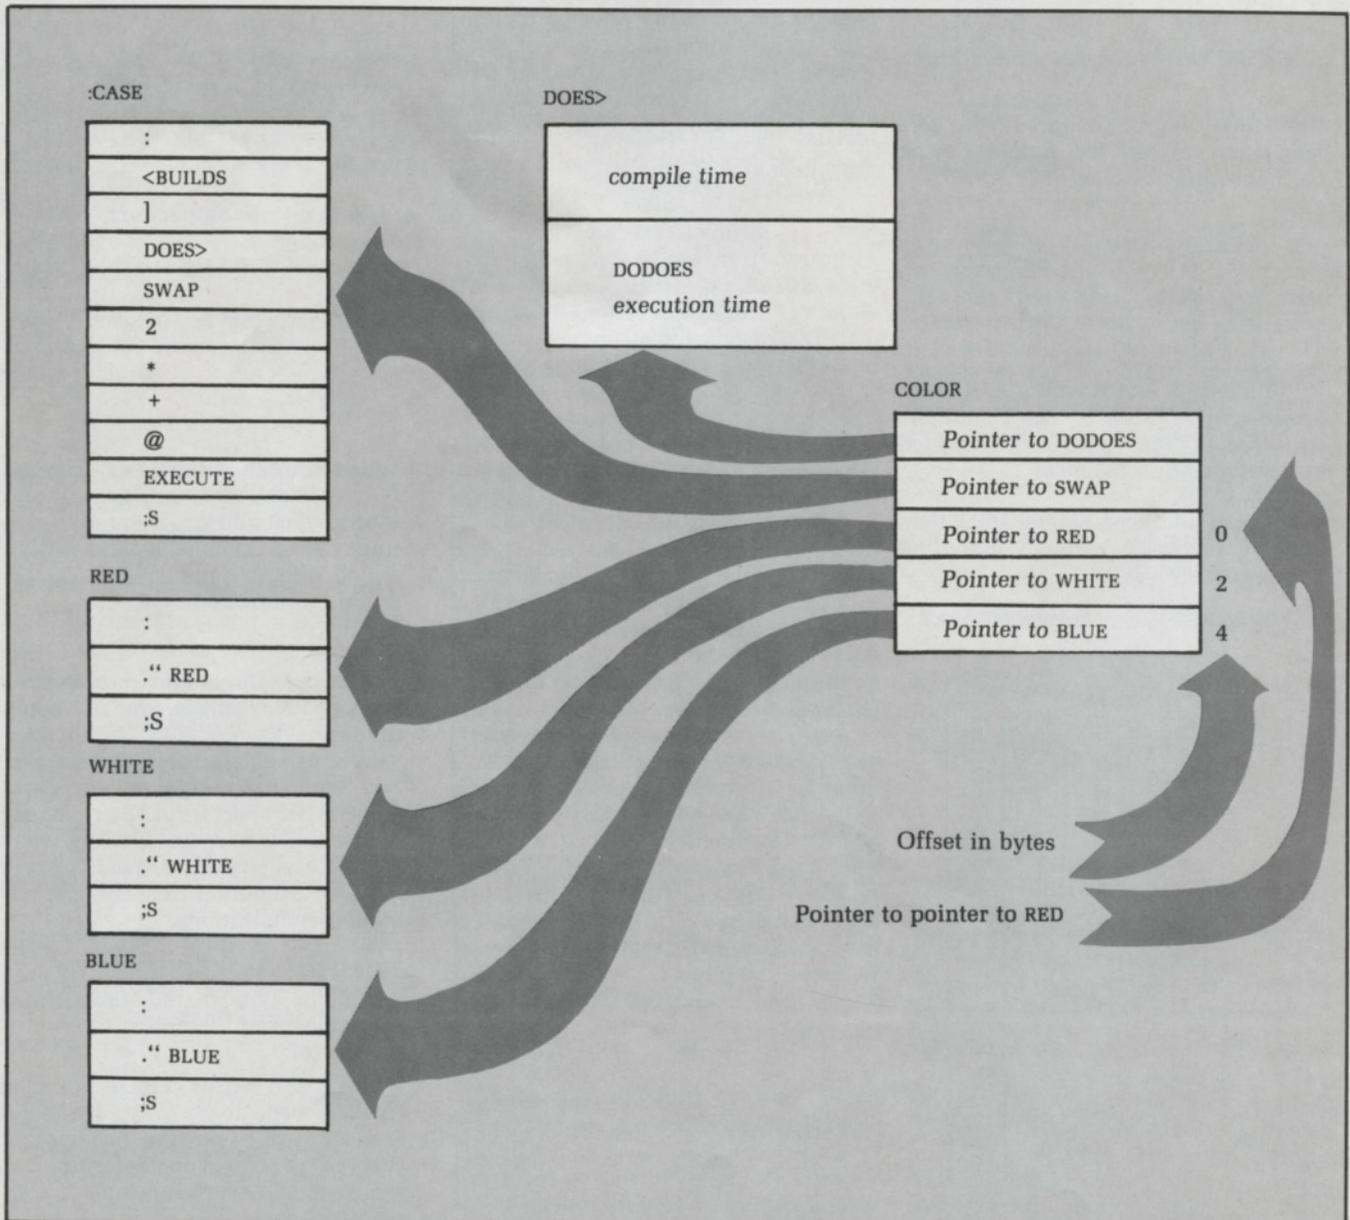 :CASE
:
<BUILDS
]
DOES>
SWAP
2
*
+
@
EXECUTE
;S
DOES>
compile time
DODOES
execution time
COLOR
Pointer to DODOES
Pointer to SWAP
Pointer to RED 0
Pointer to WHITE 2
Pointer to BLUE 4
RED
:
.“ RED
;S
WHITE
:
.“ WHITE
;S
BLUE
:
.“ BLUE
;S
Offset in bytes
Pointer to pointer to RED